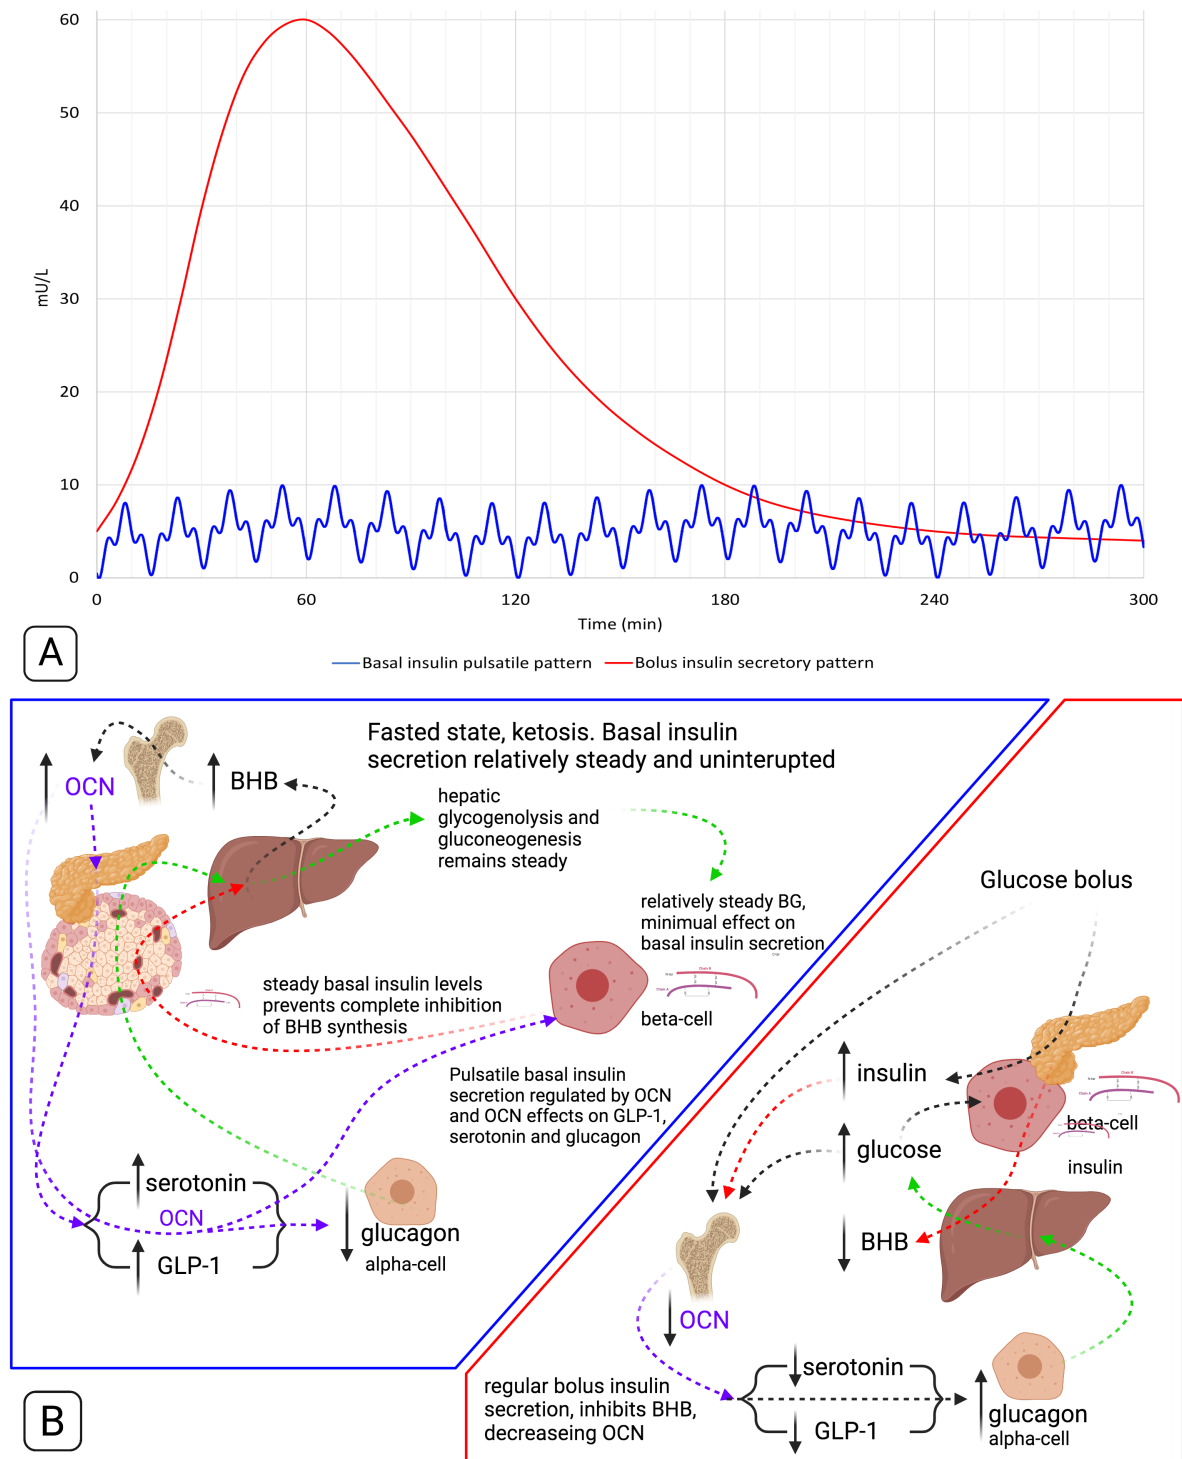 60
50
40
30
20
10
0
mU/L
0 60 120 180 240 300
Time (min)
A
Basal insulin pulsatile pattern Bolus insulin secretory pattern
Fasted state, ketosis. Basal insulin
secretion relatively steady and uninterupted
OCN
BHB
hepatic
glycogenolysis and
gluconeogenesis
remains steady
relatively steady BG,
minimual effect on
basal insulin secretion
steady basal insulin levels
prevents complete inhibition
of BHB synthesis
Chain B
Chain A
beta-cell
Pulsatile basal insulin
secretion regulated by OCN
and OCN effects on GLP-1,
serotonin and glucagon
serotonin
OCN
GLP-1
glucagon
alpha-cell
Glucose bolus
insulin
glucose
BHB
Chain B
Chain A
beta-cell
insulin
OCN
serotonin
GLP-1
glucagon
alpha-cell
regular bolus insulin
secretion, inhibits BHB,
decreaseing OCN
B